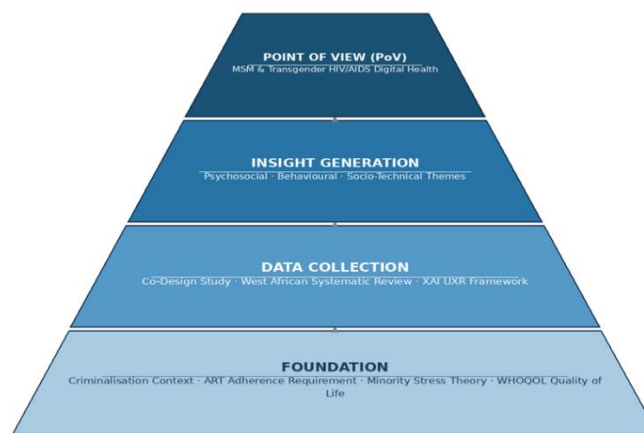 POINT OF VIEW (PoV)
MSM & Transgender HIV/AIDS Digital Health
INSIGHT GENERATION
Psychosocial · Behavioural · Socio-Technical Themes
DATA COLLECTION
Co-Design Study · West African Systematic Review · XAI UXR Framework
FOUNDATION
Criminalisation Context · ART Adherence Requirement · Minority Stress Theory · WHOQOL Quality of
Life